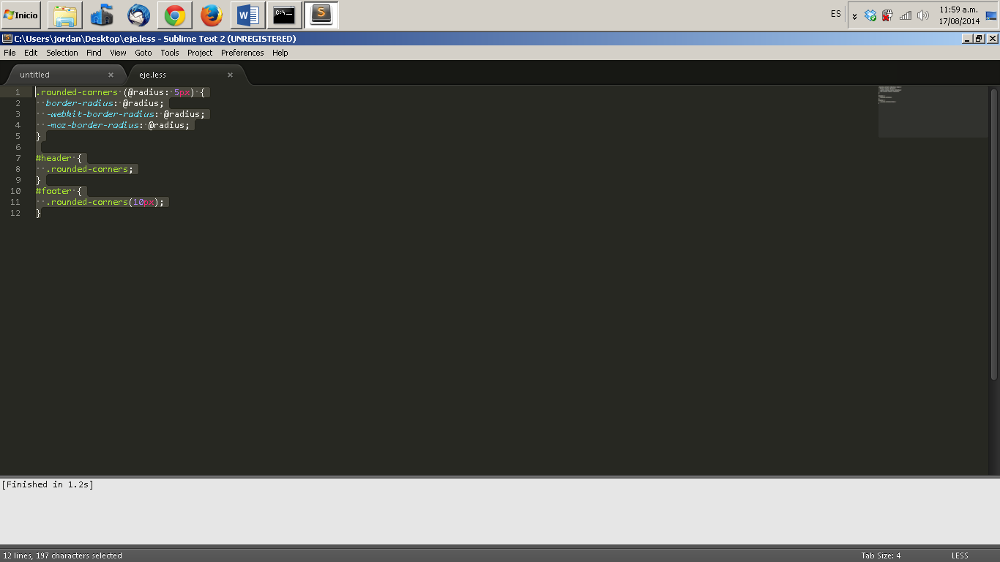 Inicio
ES
11:59 a.m.
17/08/2014
C:\Users\jordan\Desktop\eje.less - Sublime Text 2 (UNREGISTERED)
File Edit Selection Find View Goto Tools Project Preferences Help
untitled × eje.less ×
1 .rounded-corners (@radius: 5px) {
2   border-radius: @radius;
3   -webkit-border-radius: @radius;
4   -moz-border-radius: @radius;
5 }
6
7 #header {
8   .rounded-corners;
9 }
10 #footer {
11   .rounded-corners(10px);
12 }
[Finished in 1.2s]
12 lines, 197 characters selected
Tab Size: 4
LESS